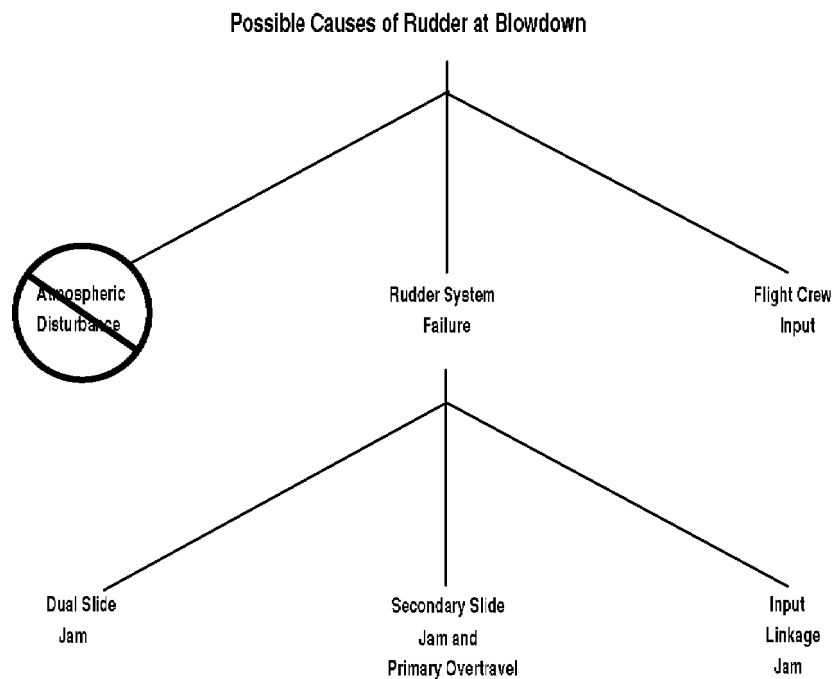 Possible Causes of Rudder at Blowdown
Atmospheric
Disturbance
Rudder System
Failure
Flight Crew
Input
Dual Slide
Jam
Secondary Slide
Jam and
Primary Overtravel
Input
Linkage
Jam